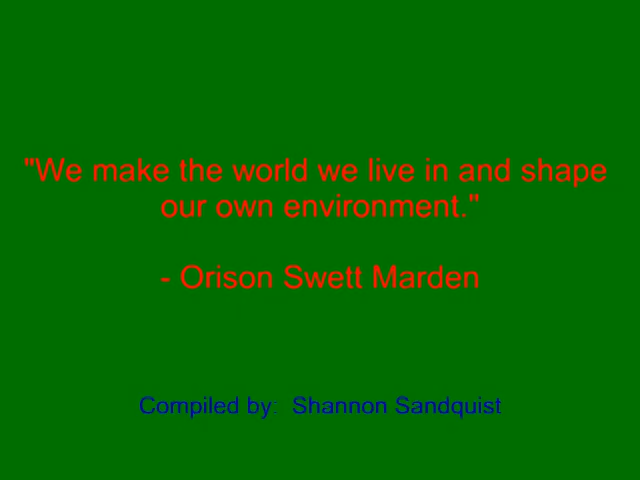 "We make the world we live in and shape
our own environment."
- Orison Swett Marden
Compiled by:  Shannon Sandquist